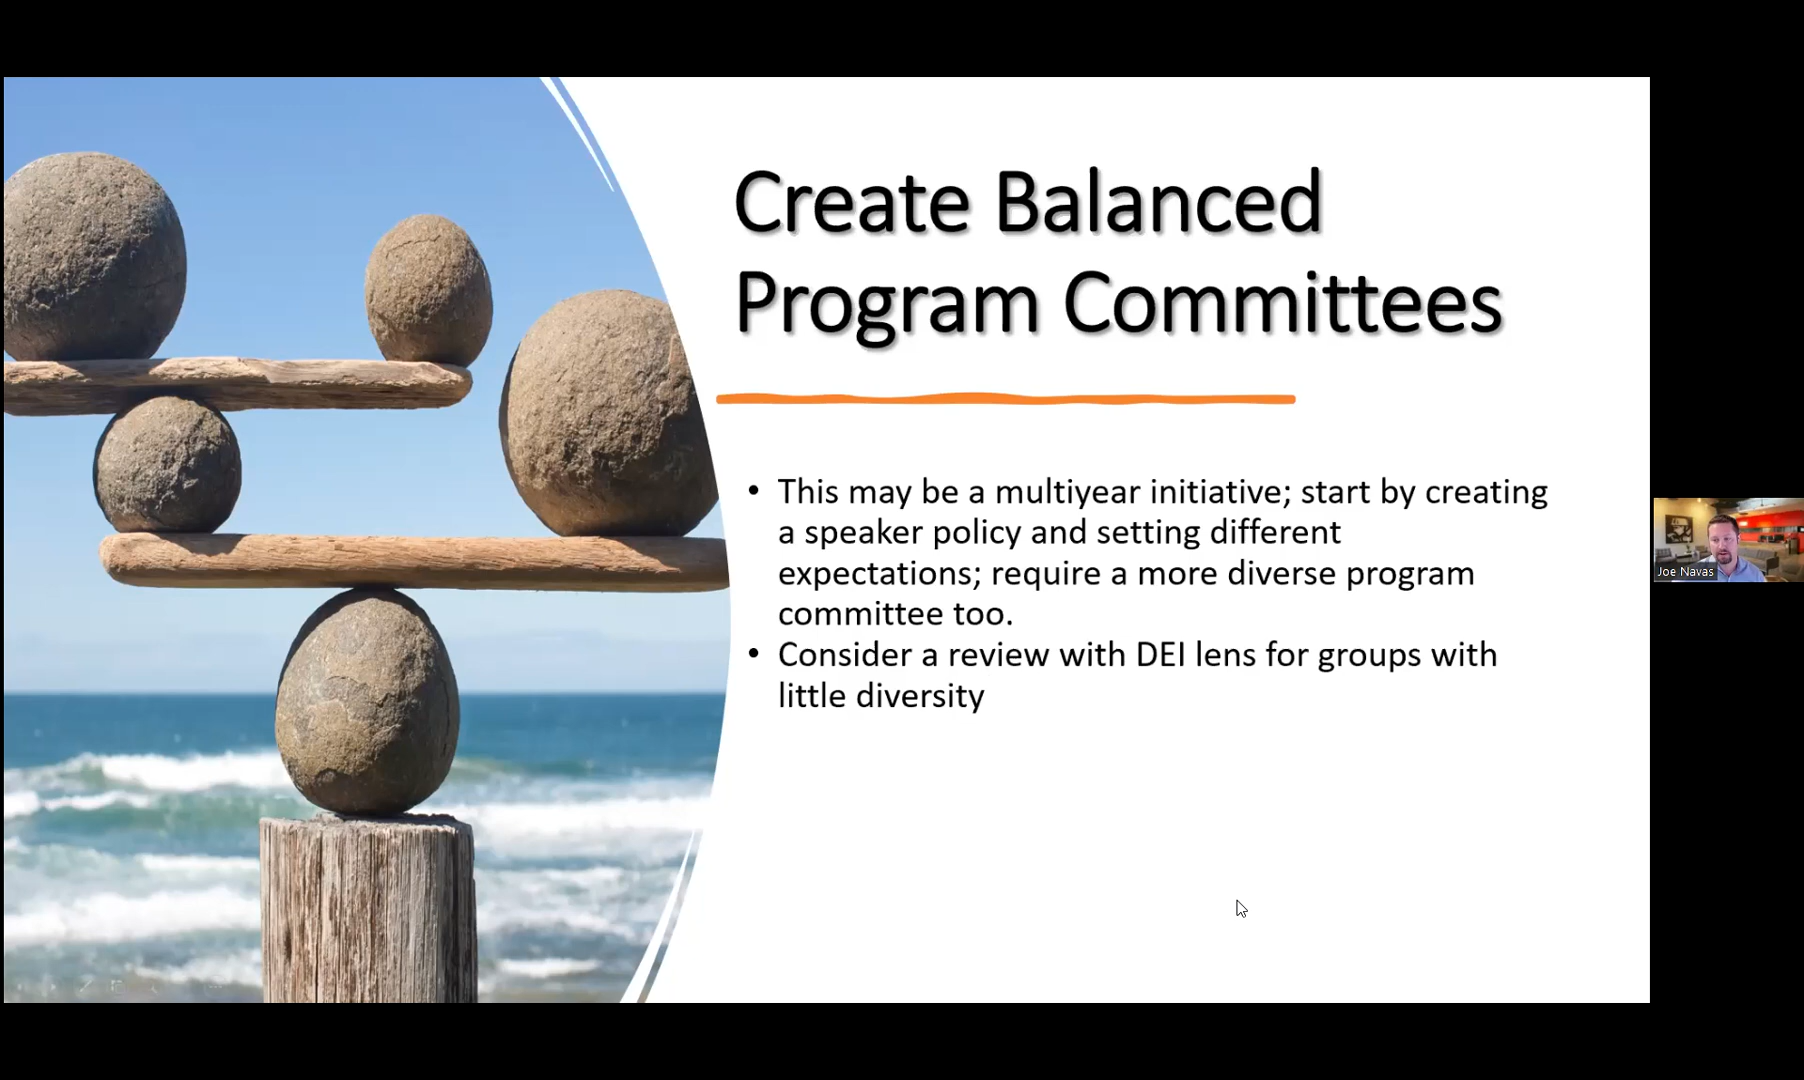 Create Balanced
Program Committees
• This may be a multiyear initiative; start by creating
a speaker policy and setting different
expectations; require a more diverse program
committee too.
• Consider a review with DEI lens for groups with
little diversity
Joe Navas